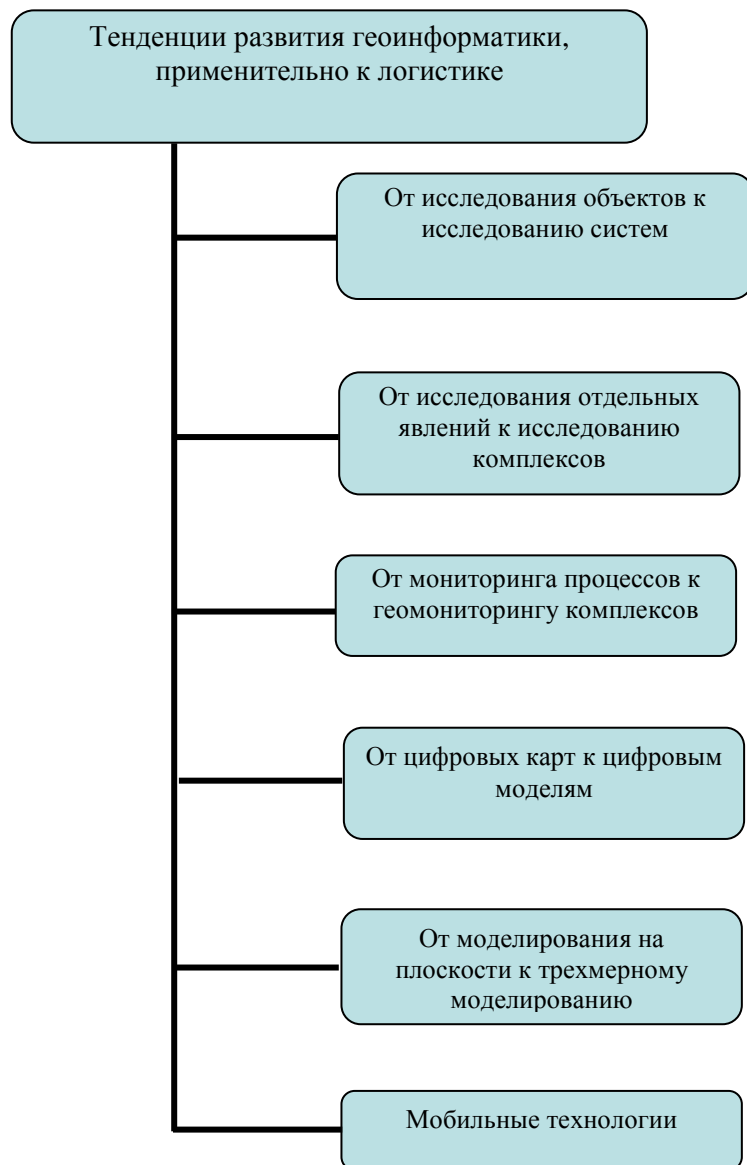 Тенденции развития геоинформатики,
применительно к логистике
От исследования объектов к
исследованию систем
От исследования отдельных
явлений к исследованию
комплексов
От мониторинга процессов к
геомониторингу комплексов
От цифровых карт к цифровым
моделям
От моделирования на
плоскости к трехмерному
моделированию
Мобильные технологии